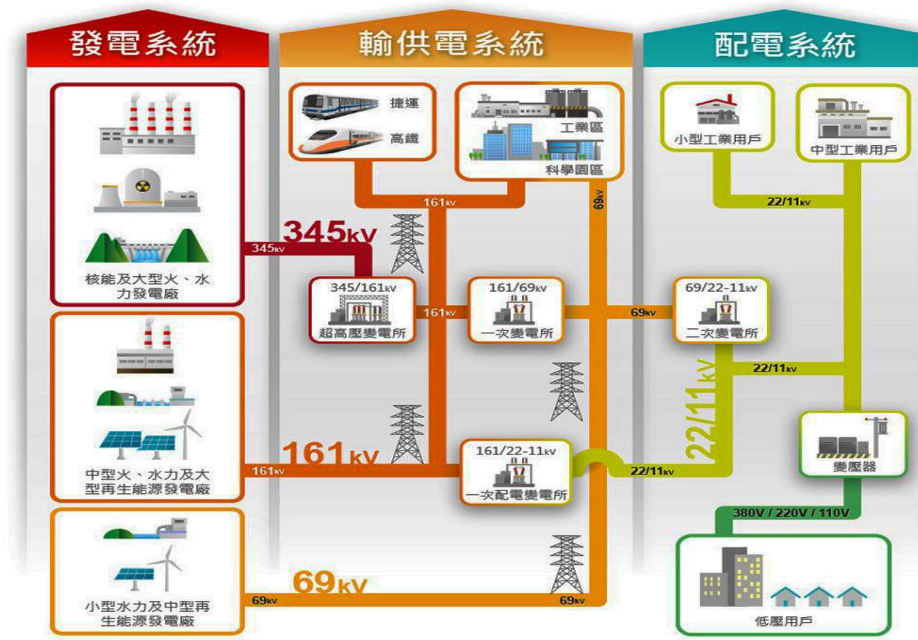 發電系統
輸供電系統
配電系統
捷運
高鐵
工業區
科學園區
小型工業用戶
中型工業用戶
161kV
69kV
22/11kV
345kV
345kV
核能及大型火、水
力發電廠
345/161kV
超高壓變電所
161kV
161/69kV
一次變電所
69kV
69/22-11kV
二次變電所
22/11kV
22/11kV
中型火、水力及大
型再生能源發電廠
161kV
161kV
161/22-11kV
一次配電變電所
22/11kV
變壓器
380V / 220V / 110V
小型水力及中型再
生能源發電廠
69kV
69kV
69kV
低壓用戶